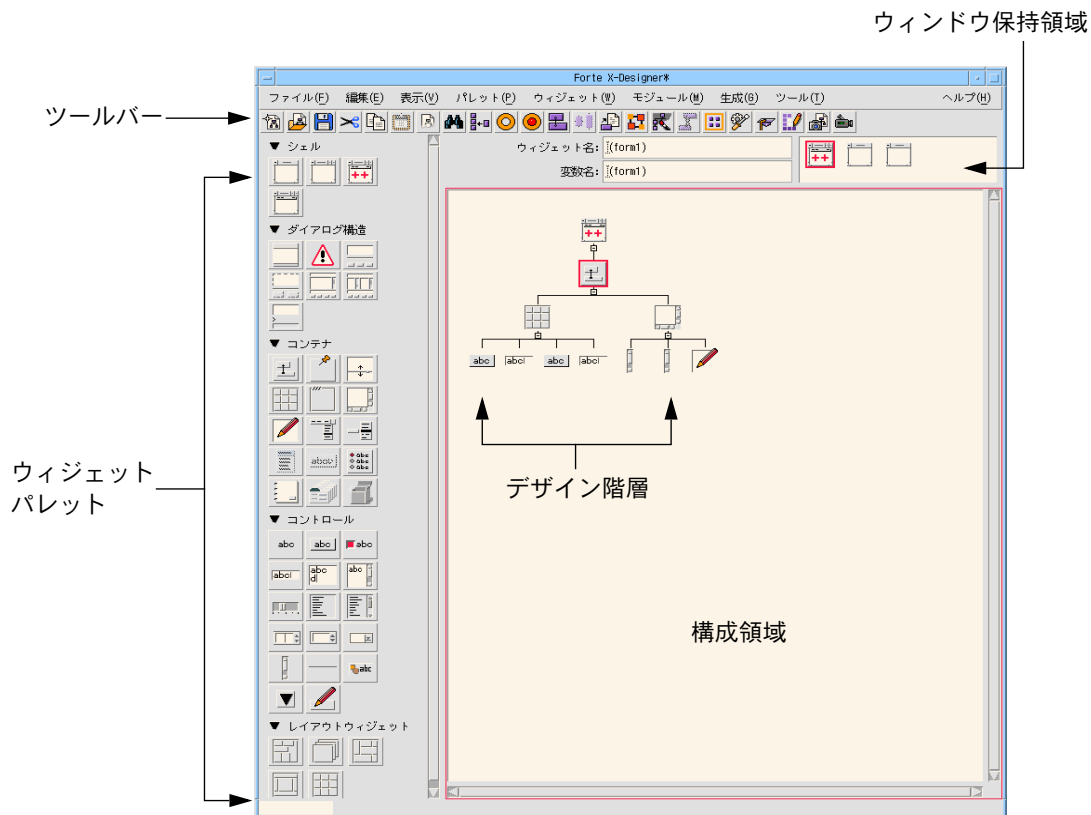 ウィンドウ保持領域
Forte X-Designer*
ファイル(F) 編集(E) 表示(V) パレット(P) ウィジェット(W) モジュール(M) 生成(G) ツール(T) ヘルプ(H)
ツールバー
▼ シェル
ウィジェット名: (form1)
変数名: (form1)
▼ ダイアログ構造
▼ コンテナ
abc abcI abc abcI
デザイン階層
ウィジェット
パレット
▼ コントロール
abc abc abc
abcI abc dI abc
abc
構成領域
▼ レイアウトウィジェット